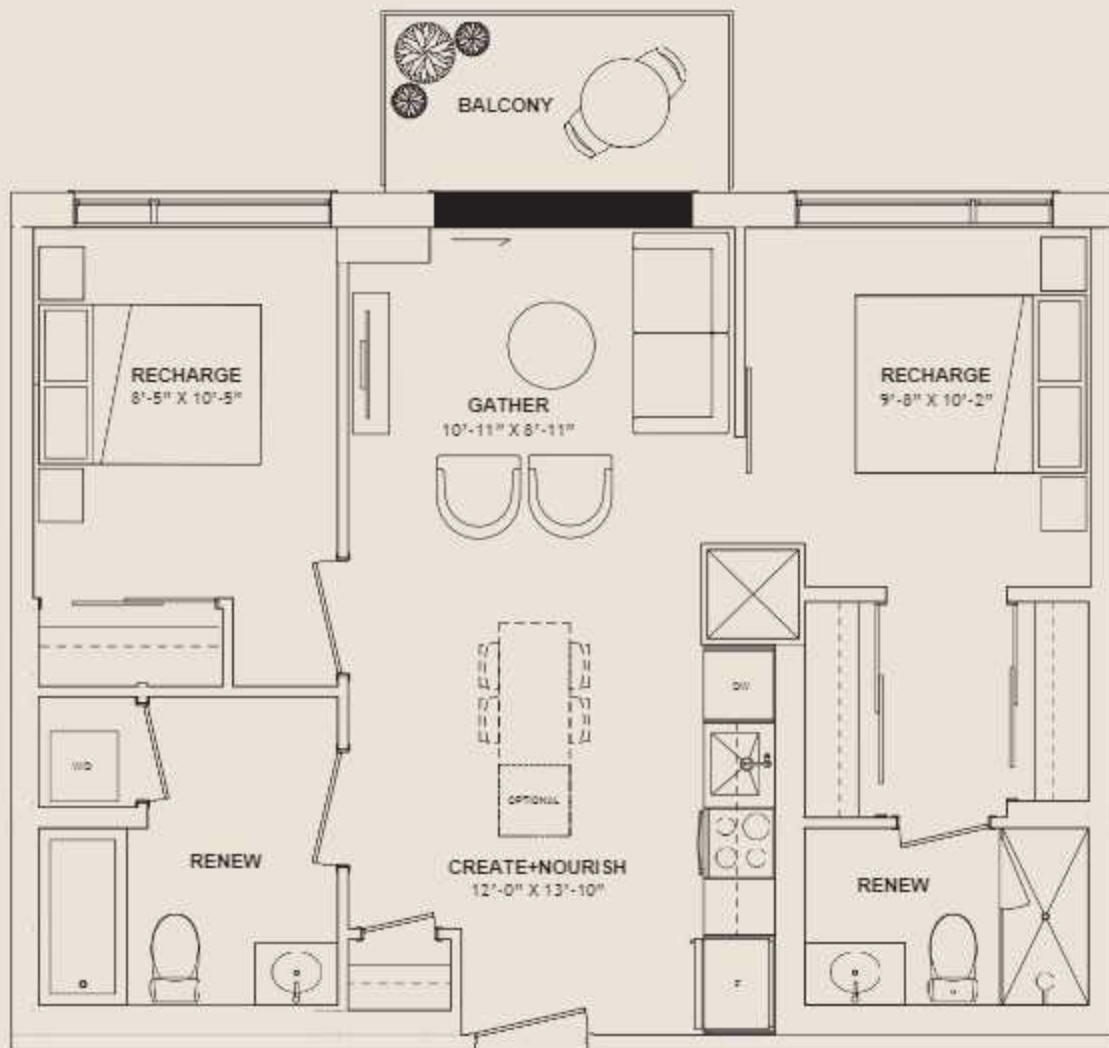 BALCONY
RECHARGE
8'-5" X 10'-5"
GATHER
10'-11" X 8'-11"
RECHARGE
9'-8" X 10'-2"
DW
WD
OPTIONAL
RENEW
CREATE+NOURISH
12'-0" X 13'-10"
RENEW
F